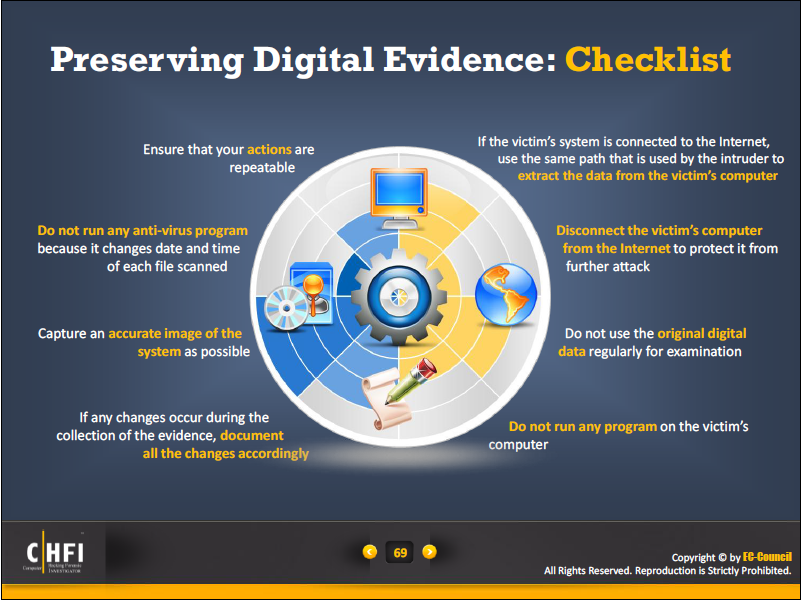 Preserving Digital Evidence: Checklist
Ensure that your actions are
repeatable
If the victim's system is connected to the Internet,
use the same path that is used by the intruder to
extract the data from the victim's computer
Do not run any anti-virus program
because it changes date and time
of each file scanned
Disconnect the victim's computer
from the Internet to protect it from
further attack
Capture an accurate image of the
system as possible
Do not use the original digital
data regularly for examination
If any changes occur during the
collection of the evidence, document
all the changes accordingly
Do not run any program on the victim's
computer
CHFI
Computer Hacking Forensic
INVESTIGATOR
69
Copyright © by EC-Council
All Rights Reserved. Reproduction is Strictly Prohibited.